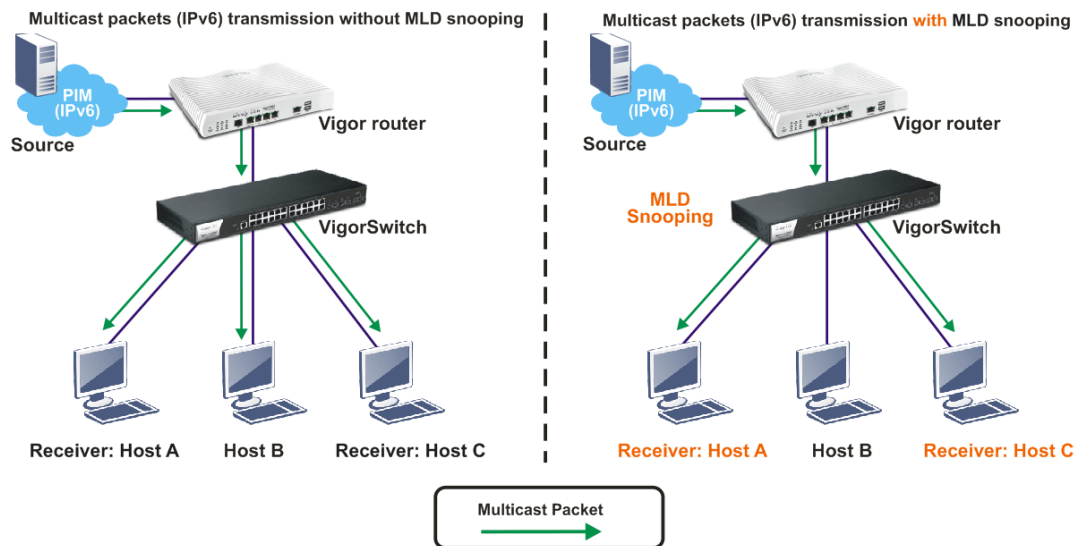 Multicast packets (IPv6) transmission without MLD snooping
PIM
(IPv6)
Source
Vigor router
VigorSwitch
Receiver: Host A
Host B
Receiver: Host C
Multicast packets (IPv6) transmission with MLD snooping
PIM
(IPv6)
Source
Vigor router
MLD
Snooping
VigorSwitch
Receiver: Host A
Host B
Receiver: Host C
Multicast Packet